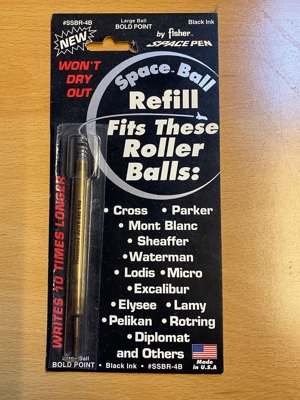 #SSBR-4B
Large Ball
BOLD POINT
Black Ink
NEW
by fisher
SPACE PEN
WON'T
DRY
OUT
Space Ball
Refill
Fits These
Roller
Balls:
• Cross • Parker
• Mont Blanc
• Sheaffer
• Waterman
• Lodis • Micro
• Excalibur
• Elysee • Lamy
• Pelikan • Rotring
• Diplomat
and Others
WRITES 10 TIMES LONGER
Made in
U.S.A
Large Ball
BOLD POINT • Black Ink • #SSBR-4B